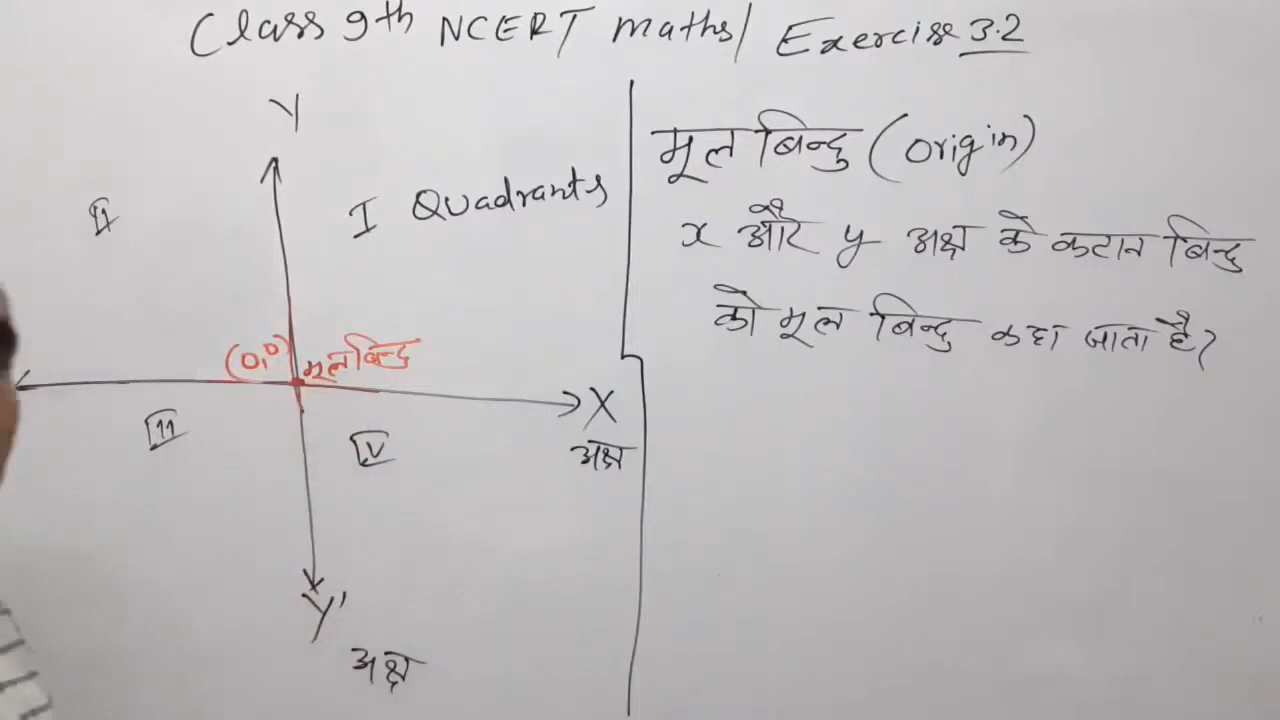 Class 9th NCERT maths/ Exercise 3.2
Y
II
I Quadrants
(0,0) मूल बिन्दु
X
अक्ष
III
IV
Y'
अक्ष
मूल बिन्दु (origin)
x और y अक्ष के कटान बिन्दु
को मूल बिन्दु कहा जाता है?